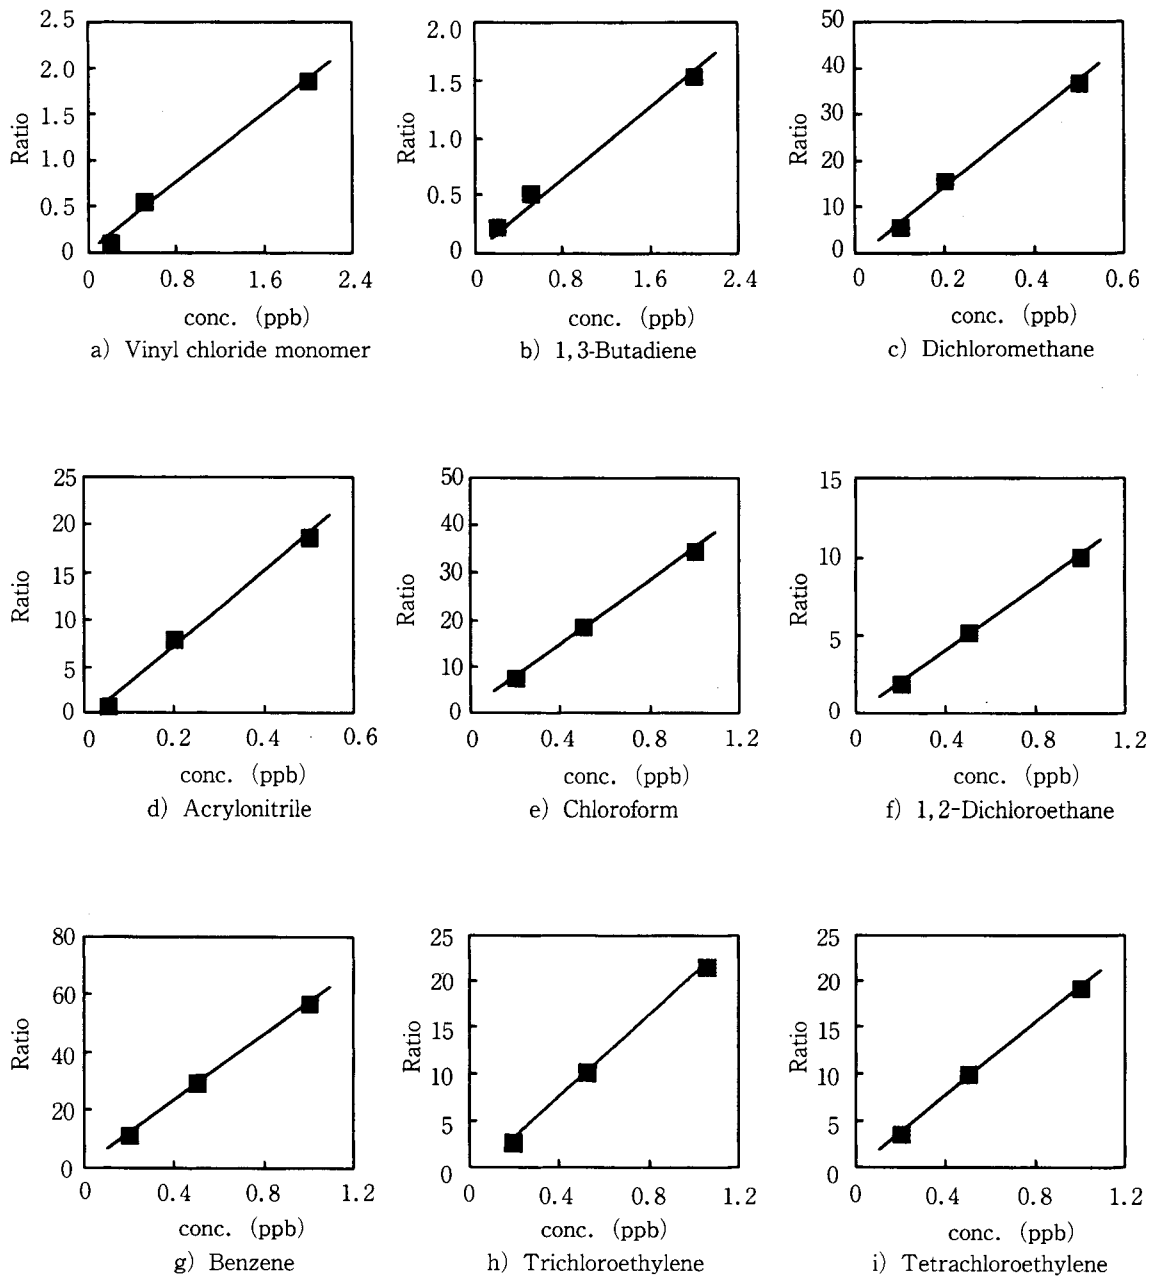 2.5
2.0
1.5
1.0
0.5
0
Ratio
0 0.8 1.6 2.4
conc. (ppb)
a) Vinyl chloride monomer
2.0
1.5
1.0
0.5
0
Ratio
0 0.8 1.6 2.4
conc. (ppb)
b) 1,3-Butadiene
50
40
30
20
10
0
Ratio
0 0.2 0.4 0.6
conc. (ppb)
c) Dichloromethane
25
20
15
10
5
0
Ratio
0 0.2 0.4 0.6
conc. (ppb)
d) Acrylonitrile
50
40
30
20
10
0
Ratio
0 0.4 0.8 1.2
conc. (ppb)
e) Chloroform
15
10
5
0
Ratio
0 0.4 0.8 1.2
conc. (ppb)
f) 1,2-Dichloroethane
80
60
40
20
0
Ratio
0 0.4 0.8 1.2
conc. (ppb)
g) Benzene
25
20
15
10
5
0
Ratio
0 0.4 0.8 1.2
conc. (ppb)
h) Trichloroethylene
25
20
15
10
5
0
Ratio
0 0.4 0.8 1.2
conc. (ppb)
i) Tetrachloroethylene